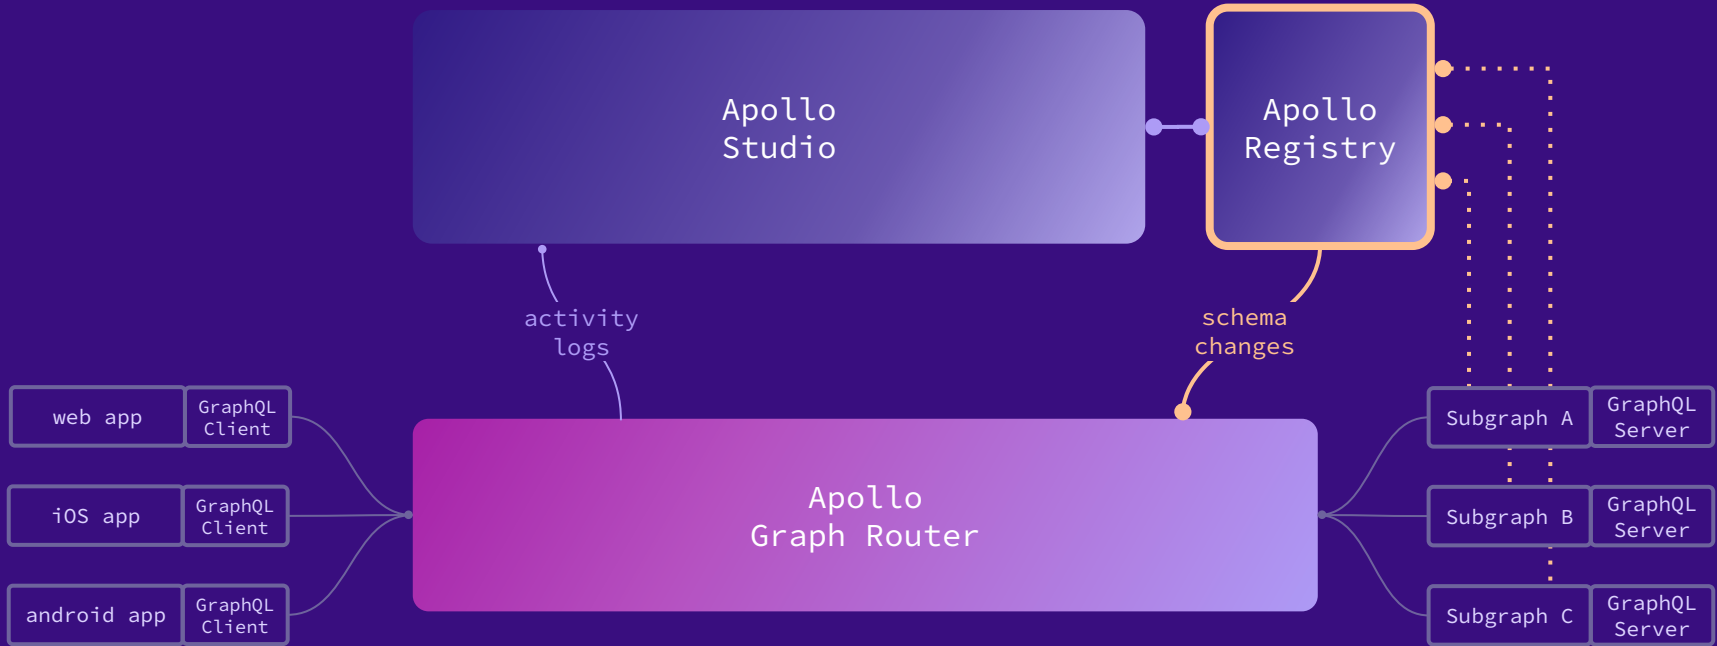 Apollo
Studio
Apollo
Registry
activity
logs
schema
changes
web app
GraphQL
Client
iOS app
GraphQL
Client
android app
GraphQL
Client
Apollo
Graph Router
Subgraph A
GraphQL
Server
Subgraph B
GraphQL
Server
Subgraph C
GraphQL
Server